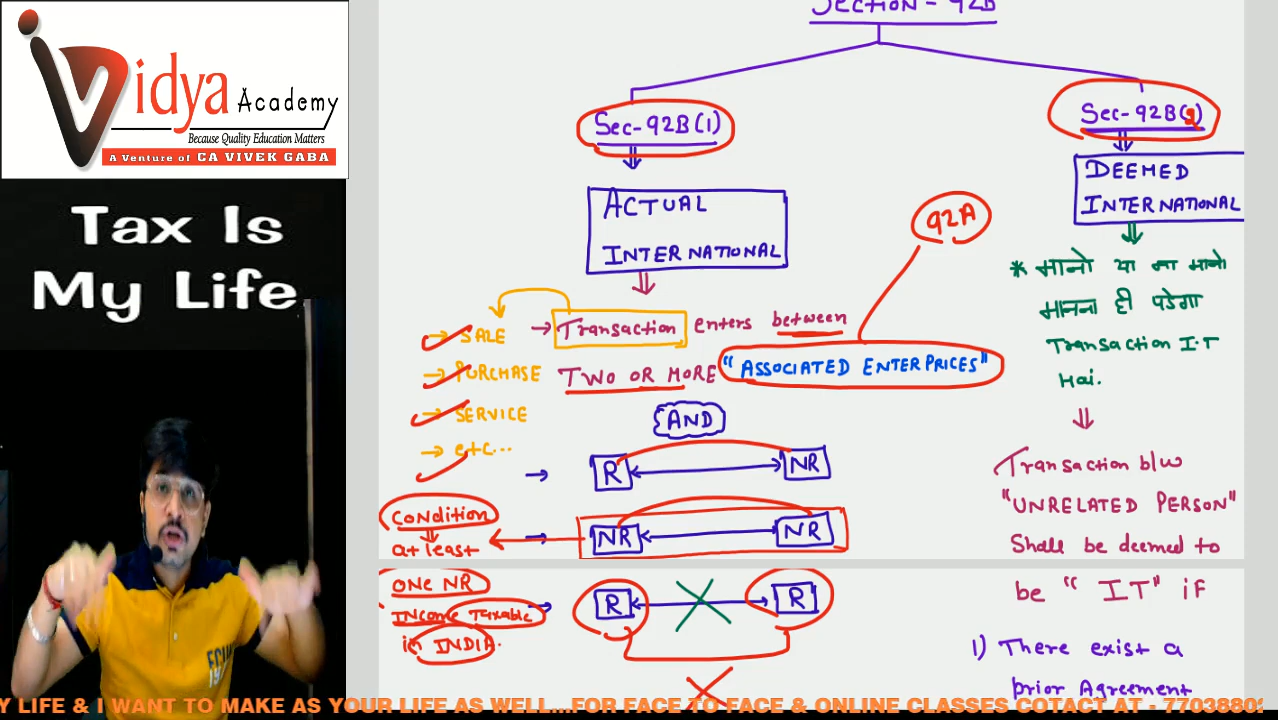 Vidya
Academy
Because Quality Education Matters
A Venture of CA VIVEK GABA
Tax Is
My Life
SECTION - 92B
Sec-92B(1)
ACTUAL
INTERNATIONAL
→ Transaction enters between
TWO OR MORE "ASSOCIATED ENTERPRICES"
92A
→ SALE
→ PURCHASE
→ SERVICE
→ etc...
AND
→ R NR
→ NR NR
→ R R
Condition
at least
ONE NR
Income Taxable
in INDIA.
Sec-92B(2)
DEEMED
INTERNATIONAL
* मानो या ना मानो
मानना ही पडेगा
Transaction I.T
Hai.
Transaction b/w
"UNRELATED PERSON"
Shall be deemed to
be "IT" if
1) There exist a
prior Agreement
Y LIFE & I WANT TO MAKE AS YOUR LIFE AS WELL....FOR FACE TO FACE & ONLINE CLASSES COTACT AT - 7703880